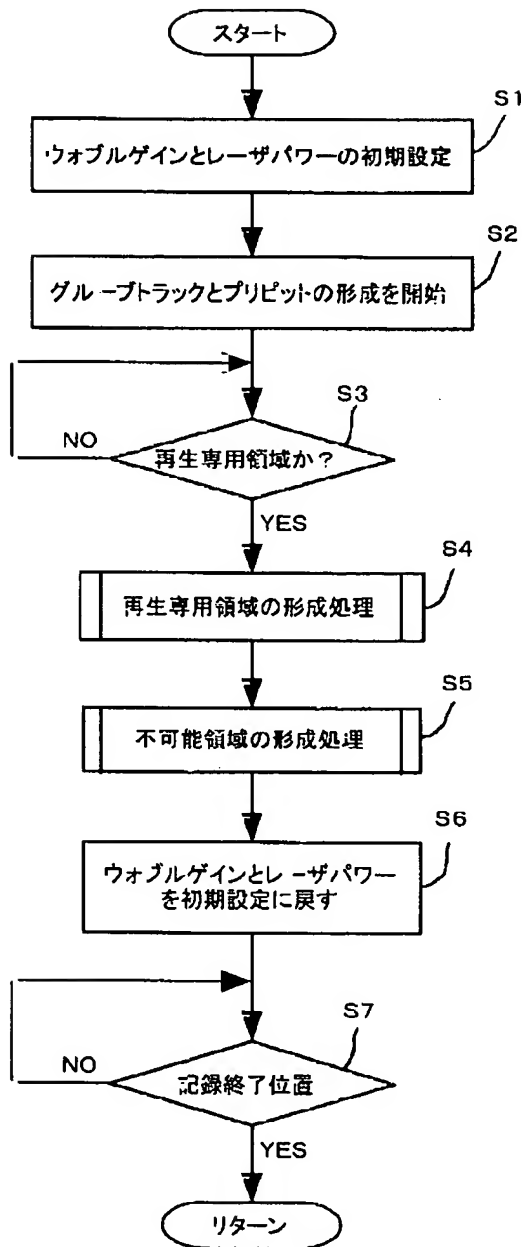 スタート
S1
ウォブルゲインとレーザパワーの初期設定
S2
グルーブトラックとプリピットの形成を開始
S3
再生専用領域か?
NO
YES
S4
再生専用領域の形成処理
S5
不可能領域の形成処理
S6
ウォブルゲインとレーザパワー
を初期設定に戻す
S7
記録終了位置
NO
YES
リターン